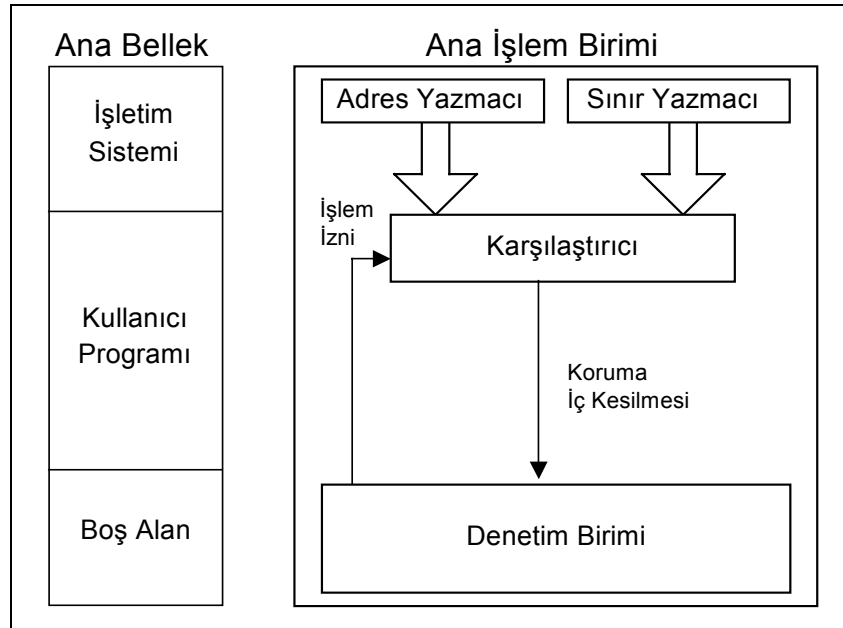 Ana Bellek
Ana İşlem Birimi
İşletim
Sistemi
Kullanıcı
Programı
Boş Alan
Adres Yazmacı
Sınır Yazmacı
İşlem
İzni
Karşılaştırıcı
Koruma
İç Kesilmesi
Denetim Birimi